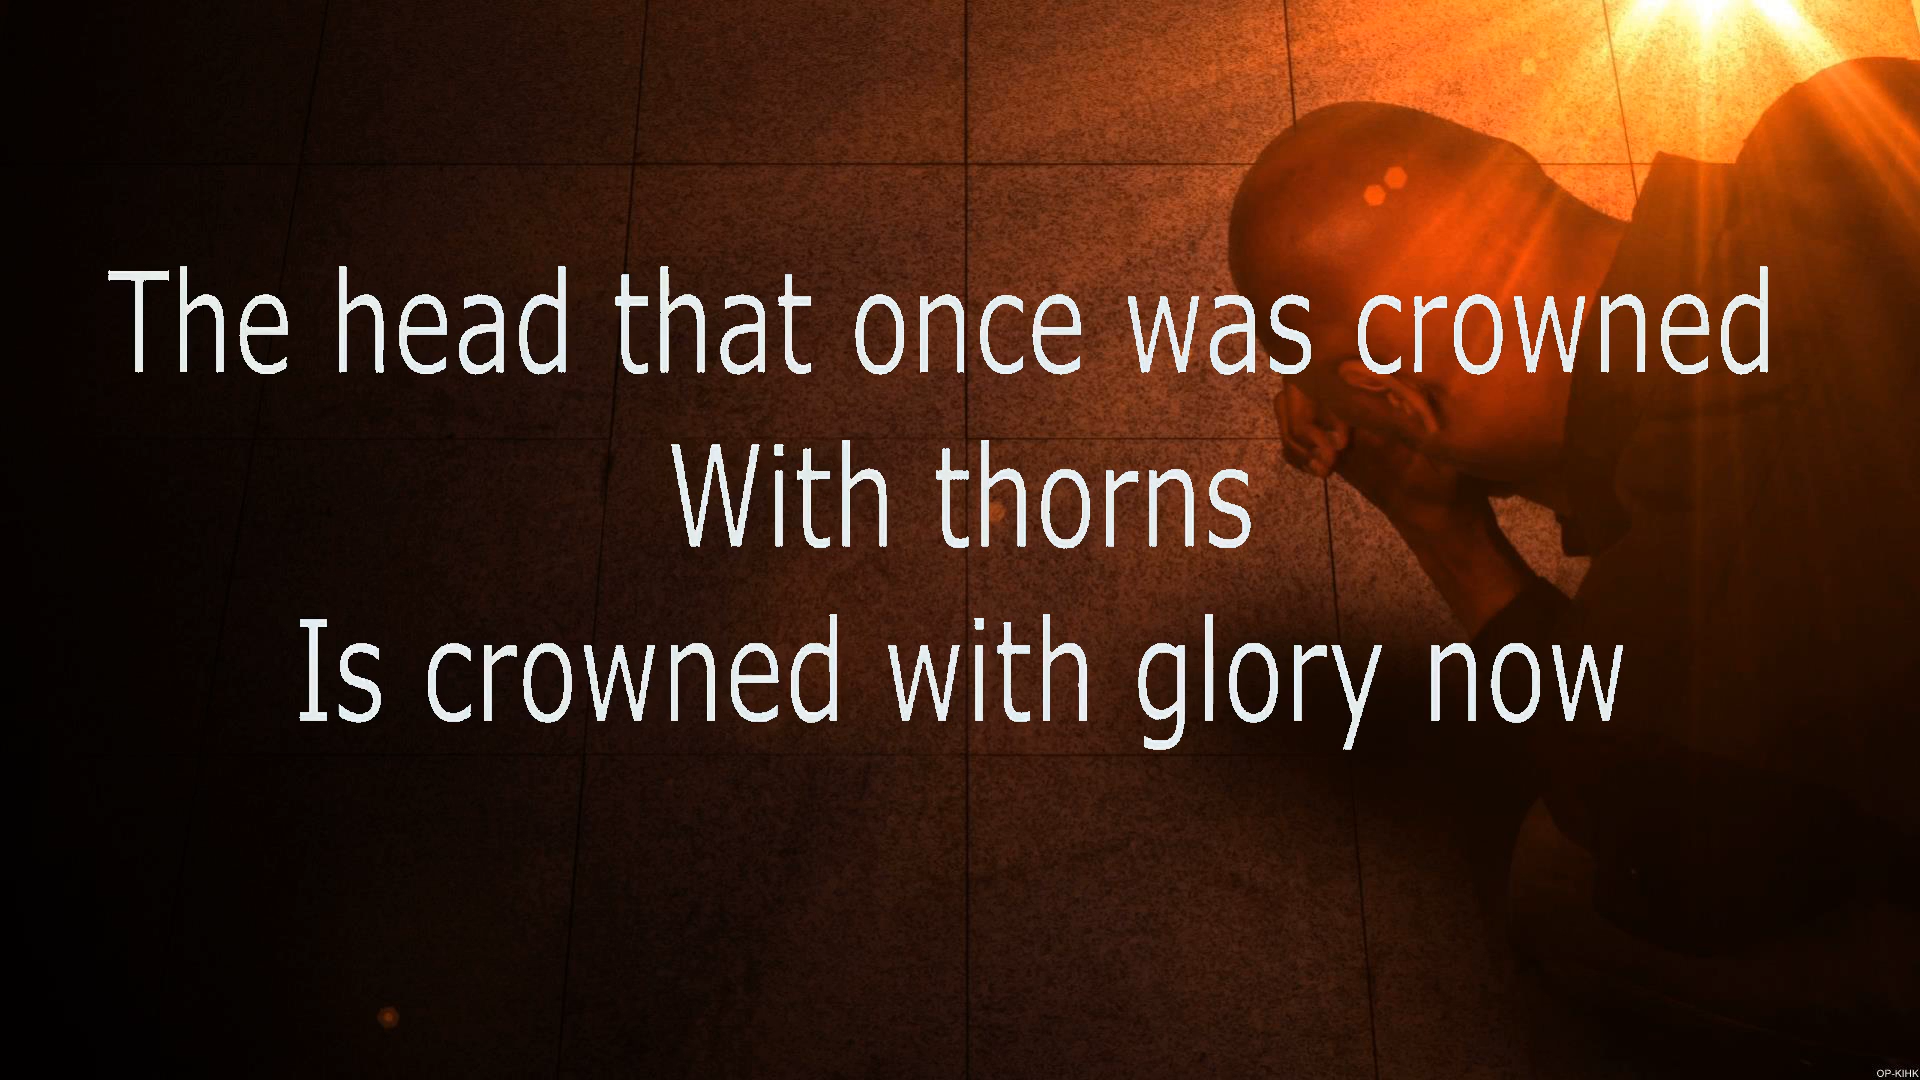 The head that once was crowned
With thorns
Is crowned with glory now
OP-KIHK